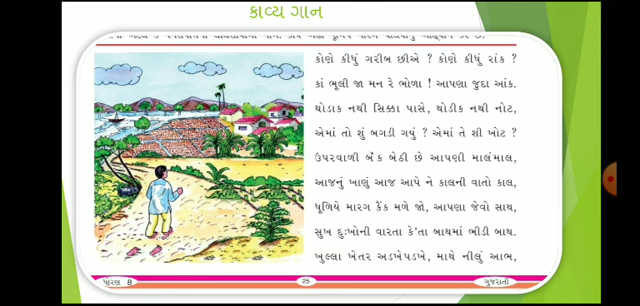 કાવ્ય ગાન
કોણે કીધું ગરીબ છીએ ? કોણે કીધું રાંક ?
કાં ભૂલી જા મન રે ભોળા ! આપણા જુદા આંક.
થોડાક નથી સિક્કા પાસે, થોડીક નથી નોટ,
એમાં તો શું બગડી ગયું ? એમાં તે શી ખોટ ?
ઉપરવાળી બૅંક બેઠી છે આપણી માલંમાલ,
આજનું ખાણું આજ આપે ને કાલની વાતો કાલ,
ધૂળિયે મારગ કૈંક મળે જો, આપણા જેવો સાથ,
સુખ દુઃખોની વારતા કે'તા બાથમાં ભીડી બાથ.
ખુલ્લા ખેતર અડખેપડખે, માથે નીલું આભ,
ધોરણ 8
25
ગુજરાતી